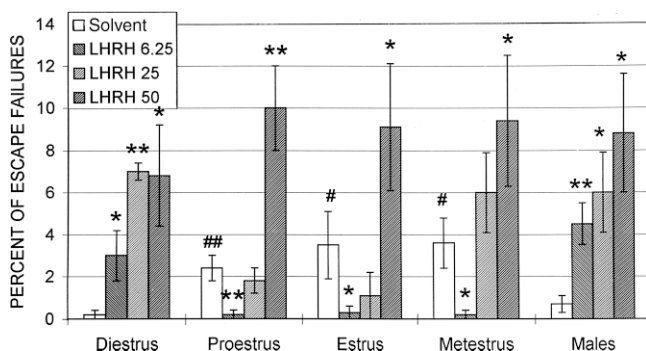 PERCENT OF ESCAPE FAILURES
14
12
10
8
6
4
2
0
Solvent
LHRH 6.25
LHRH 25
LHRH 50
*
**
*
##
**
**
#
*
*
#
*
*
**
*
*
Diestrus
Proestrus
Estrus
Metestrus
Males